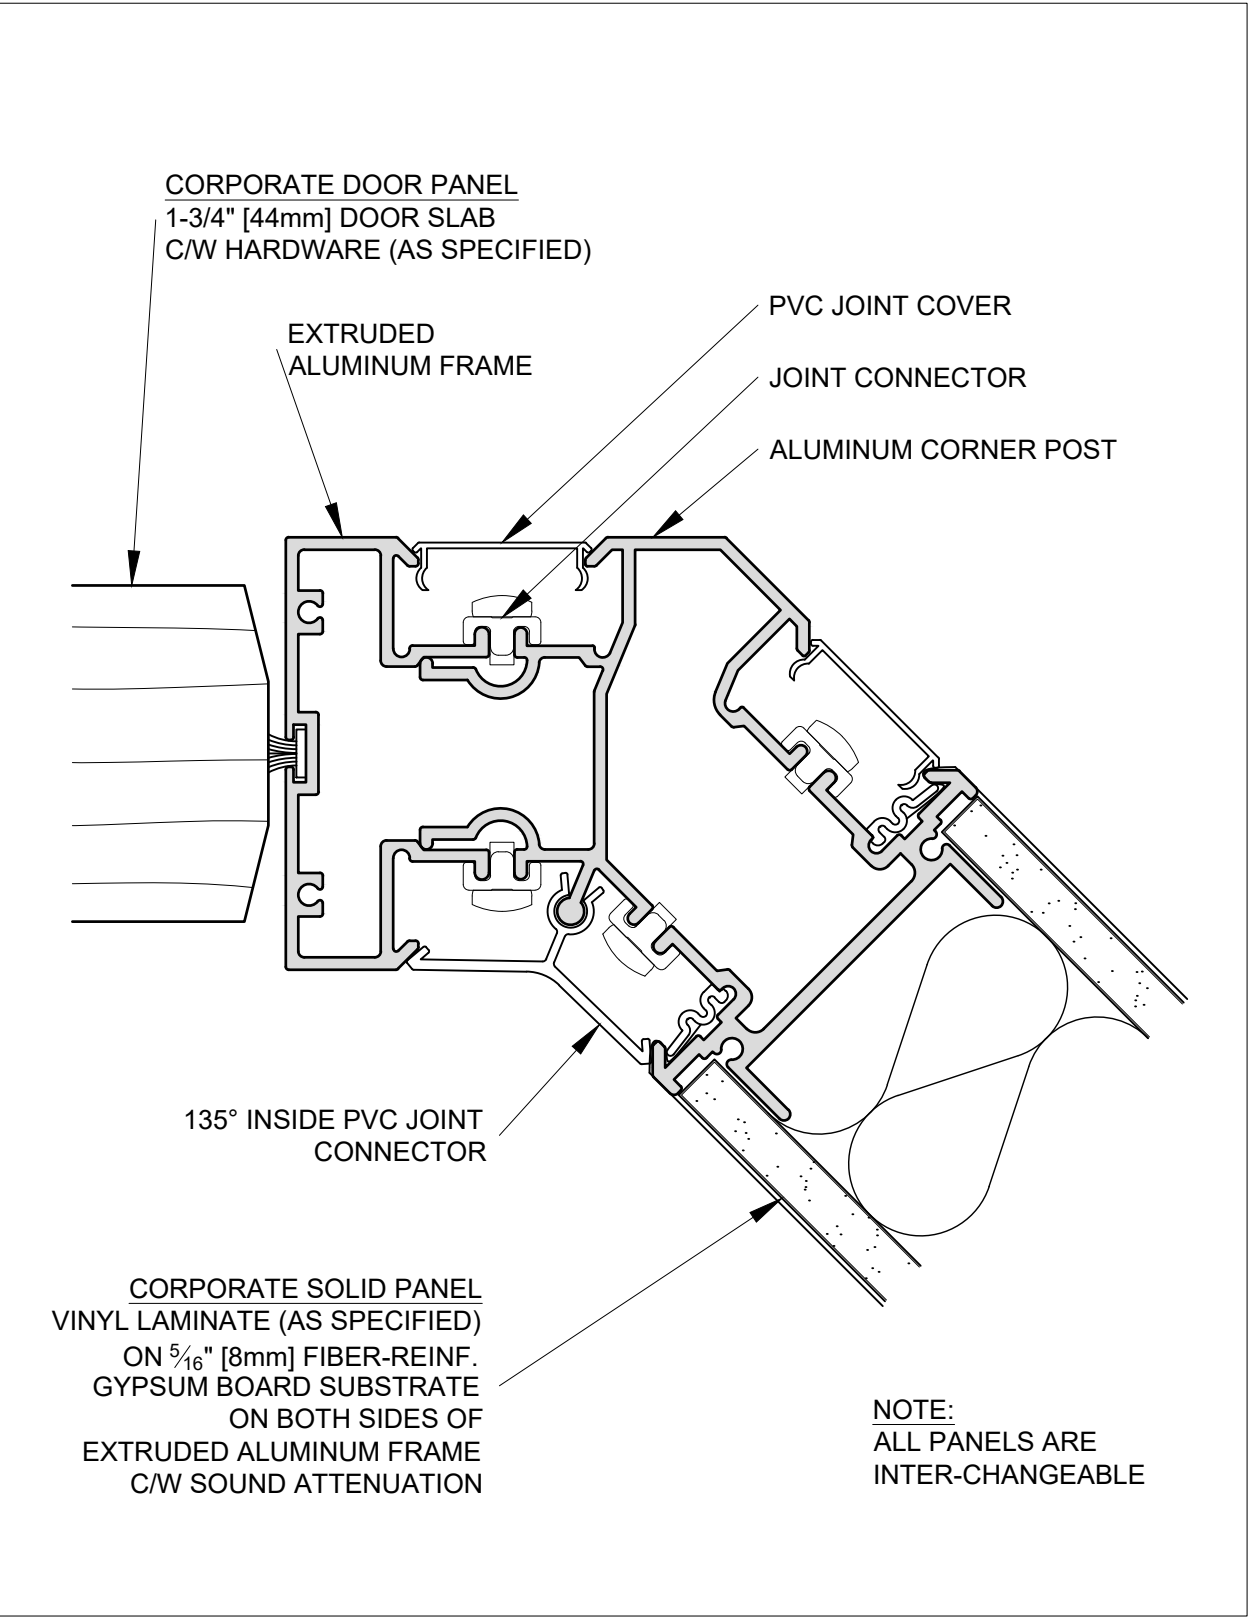 CORPORATE DOOR PANEL
1-3/4" [44mm] DOOR SLAB
C/W HARDWARE (AS SPECIFIED)
EXTRUDED
ALUMINUM FRAME
PVC JOINT COVER
JOINT CONNECTOR
ALUMINUM CORNER POST
135° INSIDE PVC JOINT
CONNECTOR
CORPORATE SOLID PANEL
VINYL LAMINATE (AS SPECIFIED)
ON 5⁄16" [8mm] FIBER-REINF.
GYPSUM BOARD SUBSTRATE
ON BOTH SIDES OF
EXTRUDED ALUMINUM FRAME
C/W SOUND ATTENUATION
NOTE:
ALL PANELS ARE
INTER-CHANGEABLE